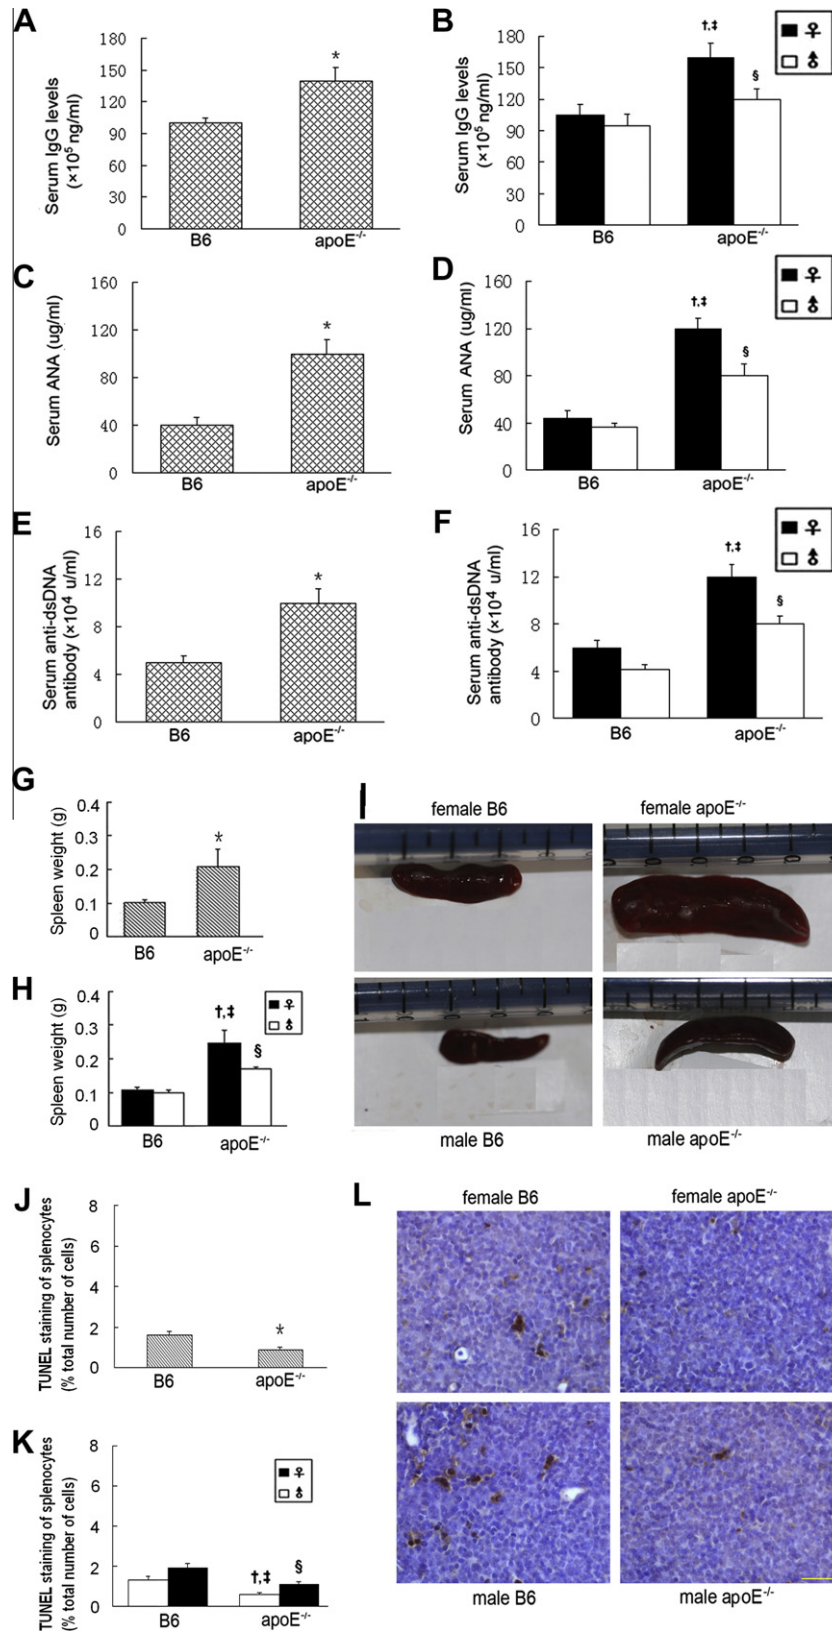 A
Serum IgG levels
(×10⁵ ng/ml)
180
150
120
90
60
30
0
*
B6
apoE⁻/⁻
B
Serum IgG levels
(×10⁵ ng/ml)
180
150
120
90
60
30
0
†,‡
§
♀
♂
B6
apoE⁻/⁻
C
Serum ANA (ug/ml)
160
120
80
40
0
*
B6
apoE⁻/⁻
D
Serum ANA (ug/ml)
160
120
80
40
0
†,‡
§
♀
♂
B6
apoE⁻/⁻
E
Serum anti-dsDNA
antibody (×10⁴ u/ml)
16
12
8
4
0
*
B6
apoE⁻/⁻
F
Serum anti-dsDNA
antibody (×10⁴ u/ml)
16
12
8
4
0
†,‡
§
♀
♂
B6
apoE⁻/⁻
G
Spleen weight (g)
0.4
0.3
0.2
0.1
0
*
B6
apoE⁻/⁻
H
Spleen weight (g)
0.4
0.3
0.2
0.1
0
†,‡
§
♀
♂
B6
apoE⁻/⁻
I
female B6
female apoE⁻/⁻
male B6
male apoE⁻/⁻
J
TUNEL staining of splenocytes
(% total number of cells)
8
6
4
2
0
*
B6
apoE⁻/⁻
K
TUNEL staining of splenocytes
(% total number of cells)
8
6
4
2
0
†,‡
§
♀
♂
B6
apoE⁻/⁻
L
female B6
female apoE⁻/⁻
male B6
male apoE⁻/⁻